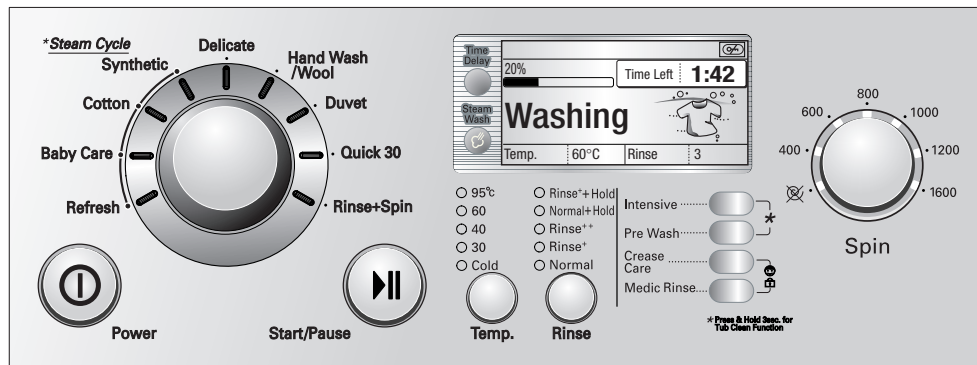 *Steam Cycle
Synthetic
Delicate
Hand Wash
/Wool
Cotton
Duvet
Baby Care
Quick 30
Refresh
Rinse+Spin
Power
Start/Pause
Time
Delay
Steam
Wash
20%
Time Left
1:42
Washing
Temp.
60°C
Rinse
3
95℃
60
40
30
Cold
Temp.
Rinse⁺+Hold
Normal+Hold
Rinse⁺⁺
Rinse⁺
Normal
Rinse
Intensive
Pre Wash
Crease
Care
Medic Rinse
*
* Press & Hold 3sec. for
Tub Clean Function
400
600
800
1000
1200
1600
Spin